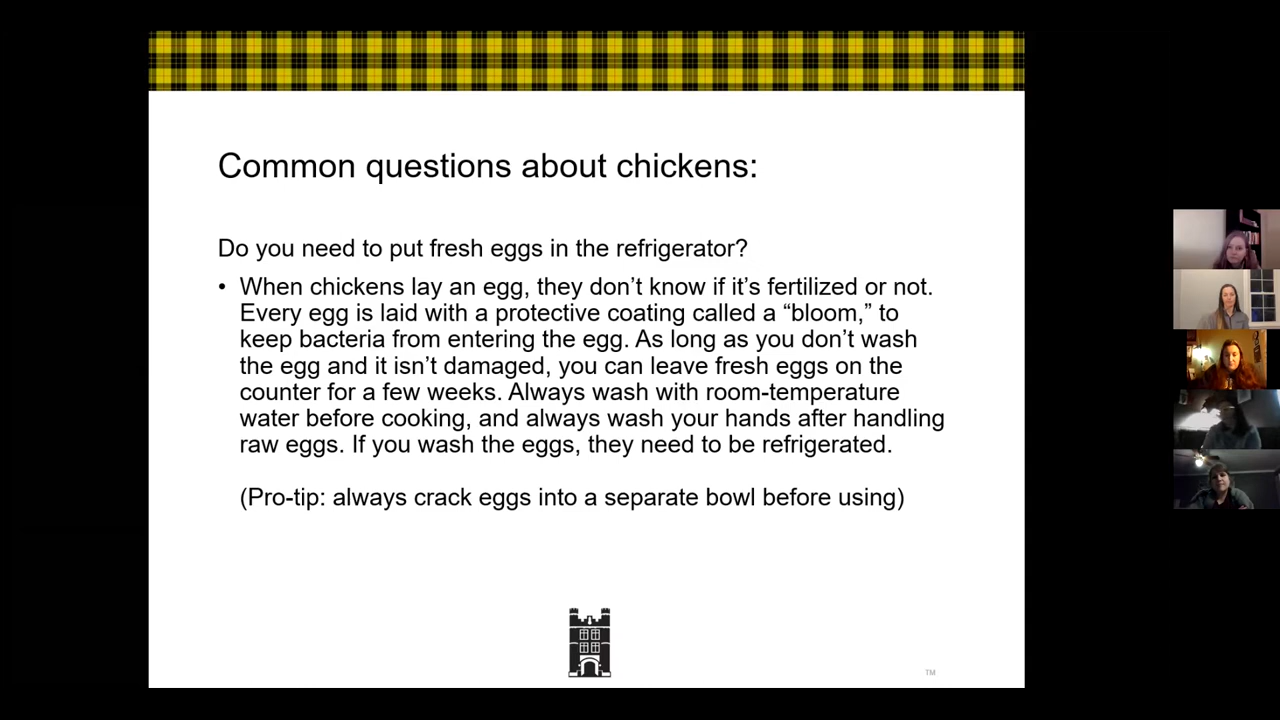 Common questions about chickens:
Do you need to put fresh eggs in the refrigerator?
• When chickens lay an egg, they don’t know if it’s fertilized or not.
Every egg is laid with a protective coating called a “bloom,” to
keep bacteria from entering the egg. As long as you don’t wash
the egg and it isn’t damaged, you can leave fresh eggs on the
counter for a few weeks. Always wash with room-temperature
water before cooking, and always wash your hands after handling
raw eggs. If you wash the eggs, they need to be refrigerated.
(Pro-tip: always crack eggs into a separate bowl before using)
TM